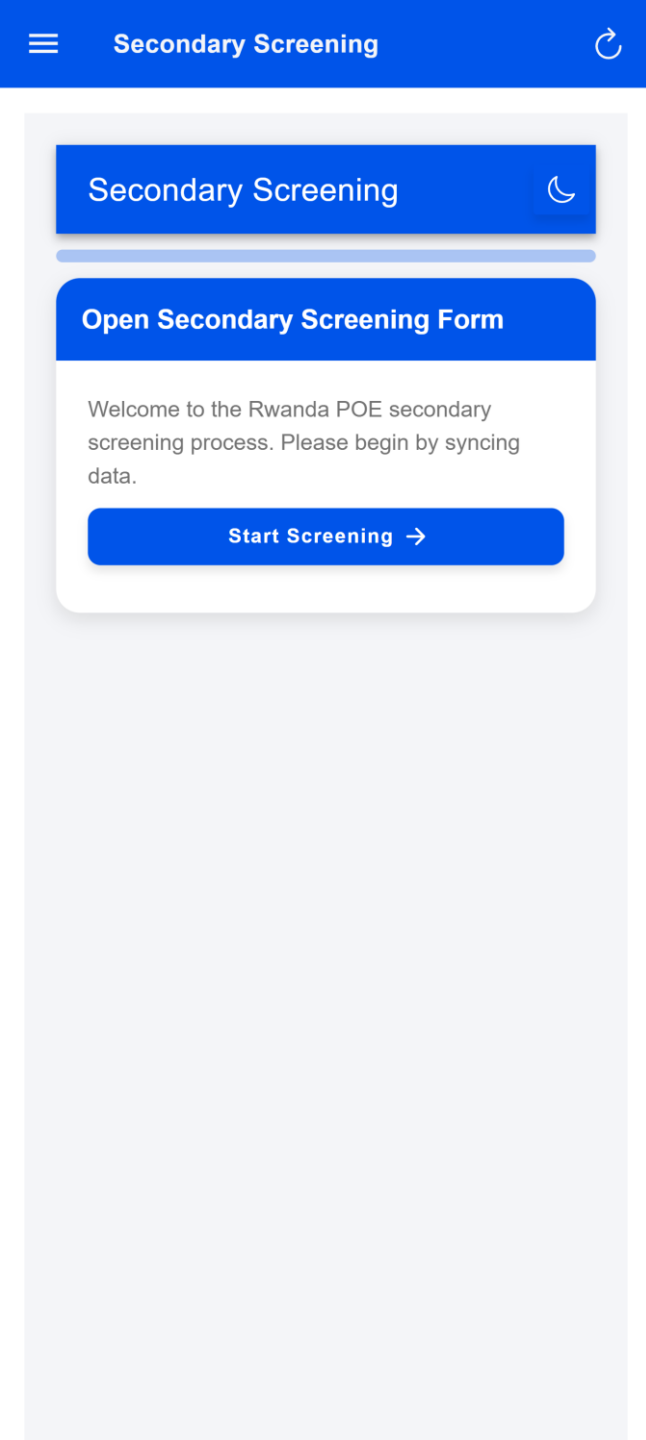 Secondary Screening
Secondary Screening
Open Secondary Screening Form
Welcome to the Rwanda POE secondary
screening process. Please begin by syncing
data.
Start Screening